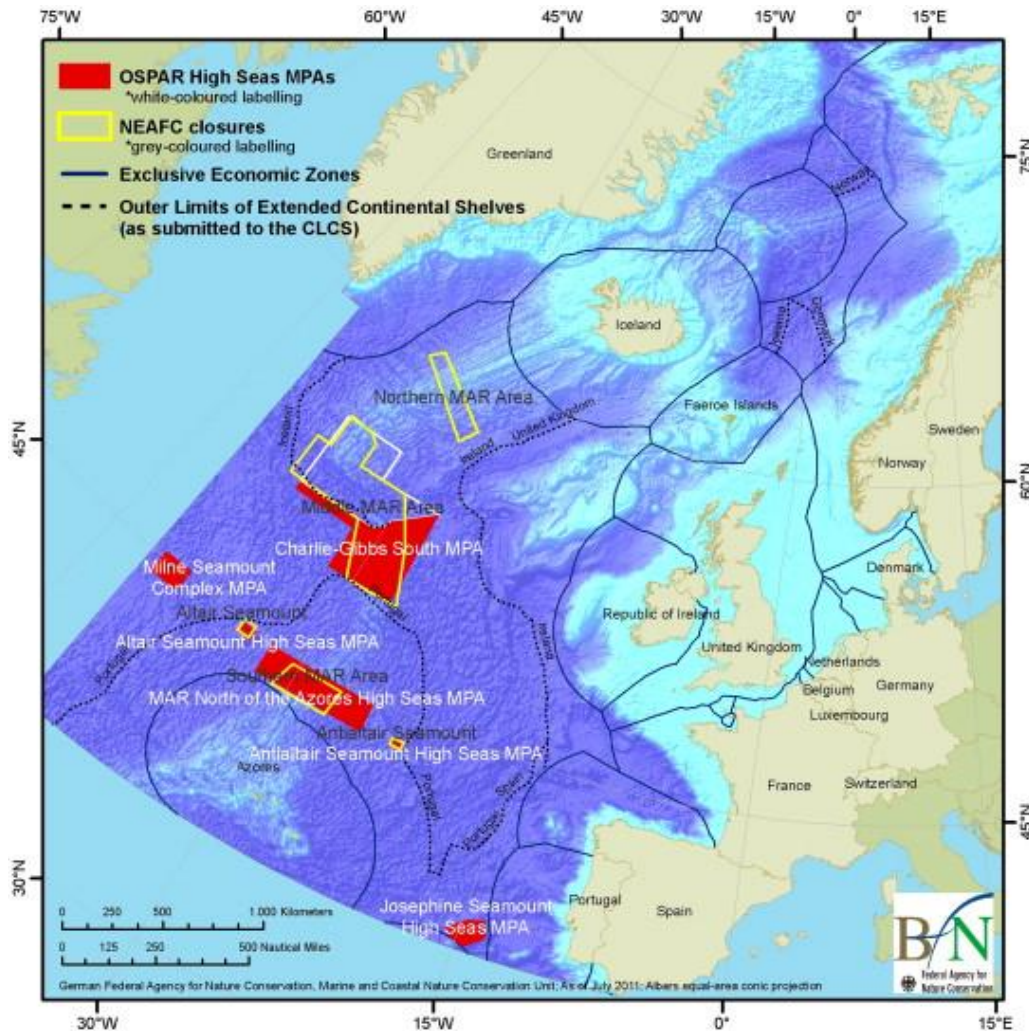 75°W
60°W
45°W
30°W
15°W
0°
15°E
OSPAR High Seas MPAs
*white-coloured labelling
NEAFC closures
*grey-coloured labelling
Exclusive Economic Zones
Outer Limits of Extended Continental Shelves
(as submitted to the CLCS)
Greenland
75°N
Norway
Iceland
Denmark
Northern MAR Area
Faeroe Islands
United Kingdom
Ireland
Sweden
Norway
45°N
60°N
Middle MAR Area
Charlie-Gibbs South MPA
Milne Seamount
Complex MPA
Denmark
Altair Seamount
Altair Seamount High Seas MPA
Republic of Ireland
Ireland
United Kingdom
Portugal
Netherlands
Belgium
Germany
Luxembourg
Southern MAR Area
MAR North of the Azores High Seas MPA
Antialtair Seamount
Antialtair Seamount High Seas MPA
Azores
France
Switzerland
Portugal
Spain
Portugal
45°N
30°N
Josephine Seamount
High Seas MPA
Portugal
Spain
0 250 500 1.000 Kilometers
0 125 250 500 Nautical Miles
BfN
Federal Agency for
Nature Conservation
German Federal Agency for Nature Conservation, Marine and Coastal Nature Conservation Unit; As of July 2011; Albers equal-area conic projection
30°W
15°W
0°
15°E